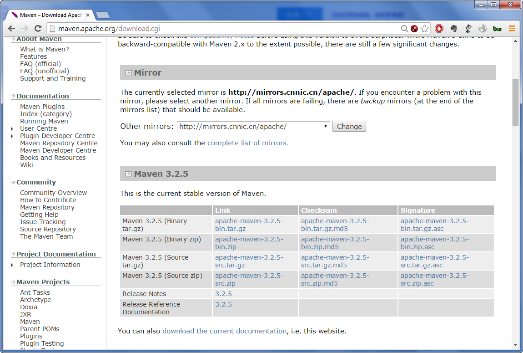 Maven – Download Apache
maven.apache.org/download.cgi
About Maven
What is Maven?
Features
FAQ (official)
FAQ (unofficial)
Support and Training
Documentation
Maven Plugins
Index (category)
Running Maven
User Centre
Plugin Developer Centre
Maven Repository Centre
Maven Developer Centre
Books and Resources
Wiki
Community
Community Overview
How to Contribute
Maven Repository
Getting Help
Issue Tracking
Source Repository
The Maven Team
Project Documentation
Project Information
Maven Projects
Ant Tasks
Archetype
Doxia
JXR
Maven
Parent POMs
Plugins
Plugin Testing
backward-compatible with Maven 2.x to the extent possible, there are still a few significant changes.
Mirror
The currently selected mirror is http://mirrors.cnnic.cn/apache/. If you encounter a problem with this
mirror, please select another mirror. If all mirrors are failing, there are backup mirrors (at the end of the
mirrors list) that should be available.
Other mirrors: http://mirrors.cnnic.cn/apache/ Change
You may also consult the complete list of mirrors.
Maven 3.2.5
This is the current stable version of Maven.
Link Checksum Signature
Maven 3.2.5 (Binary apache-maven-3.2.5- apache-maven-3.2.5- apache-maven-3.2.5-
tar.gz) bin.tar.gz bin.tar.gz.md5 bin.tar.gz.asc
Maven 3.2.5 (Binary zip) apache-maven-3.2.5- apache-maven-3.2.5- apache-maven-3.2.5-
bin.zip bin.zip.md5 bin.zip.asc
Maven 3.2.5 (Source apache-maven-3.2.5- apache-maven-3.2.5- apache-maven-3.2.5-
tar.gz) src.tar.gz src.tar.gz.md5 src.tar.gz.asc
Maven 3.2.5 (Source zip) apache-maven-3.2.5- apache-maven-3.2.5- apache-maven-3.2.5-
src.zip src.zip.md5 src.zip.asc
Release Notes 3.2.5
Release Reference 3.2.5
Documentation
You can also download the current documentation, i.e. this website.